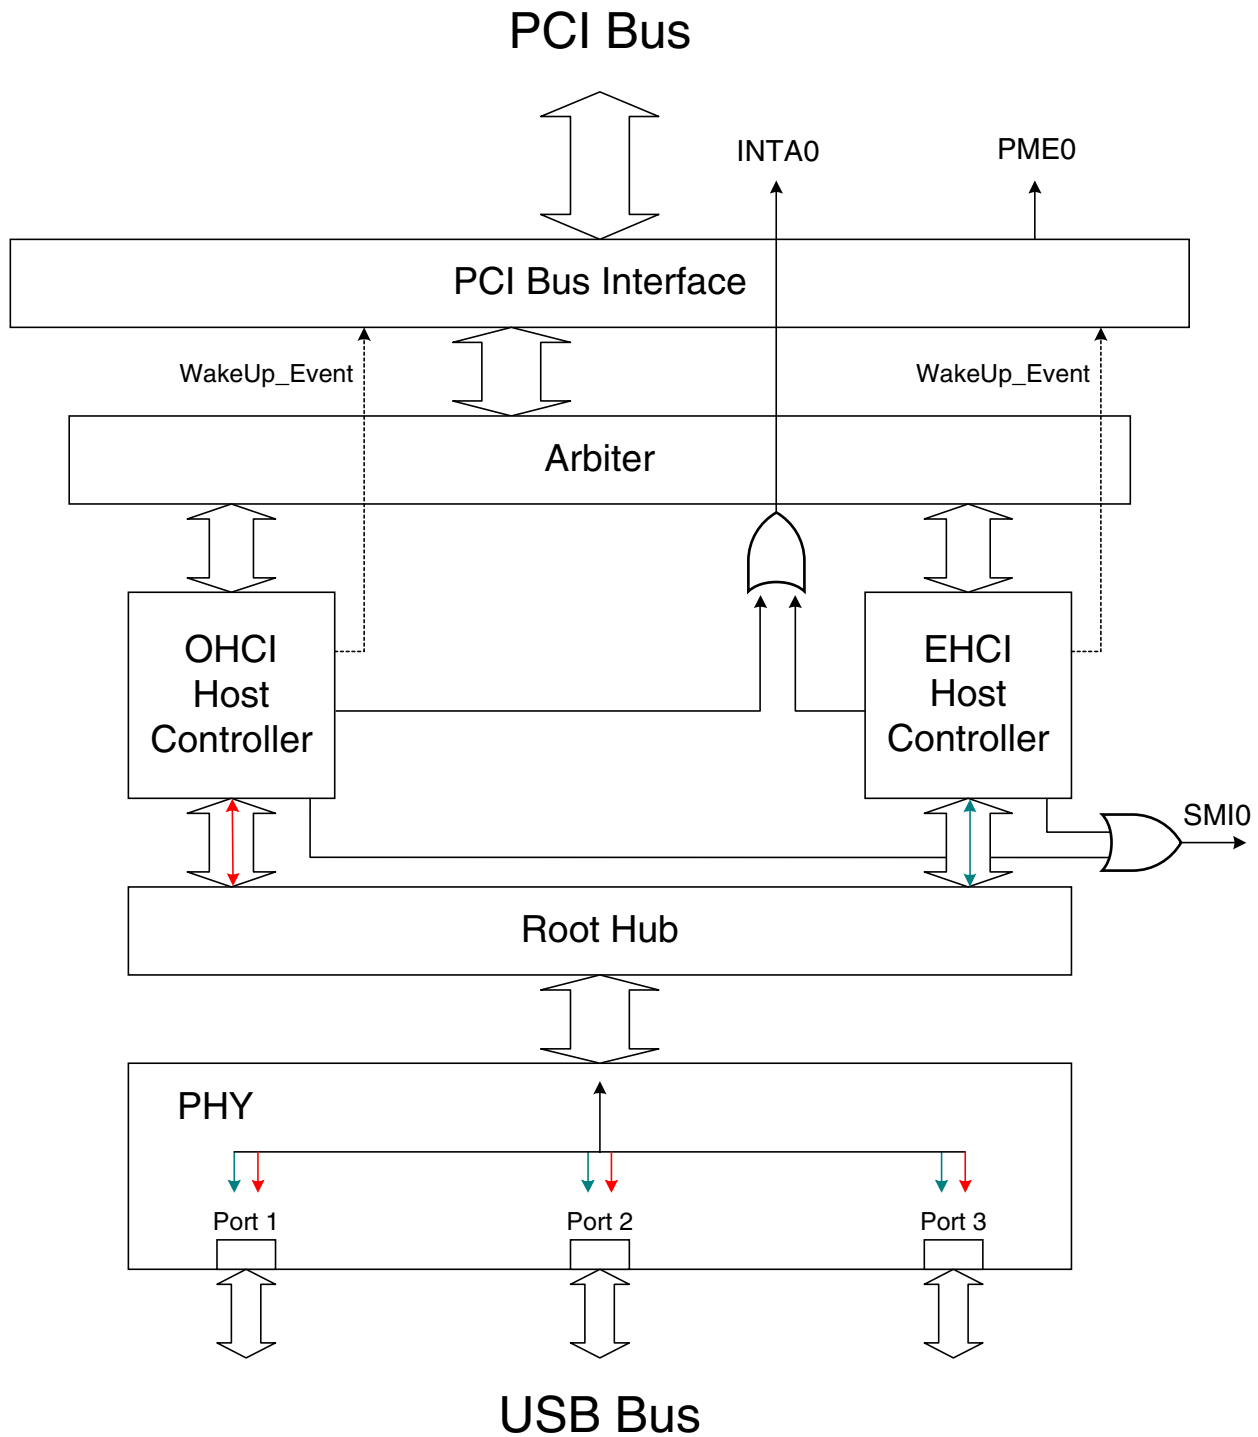 PCI Bus
INTA0
PME0
PCI Bus Interface
WakeUp_Event
WakeUp_Event
Arbiter
OHCI
Host
Controller
EHCI
Host
Controller
SMI0
Root Hub
PHY
Port 1
Port 2
Port 3
USB Bus